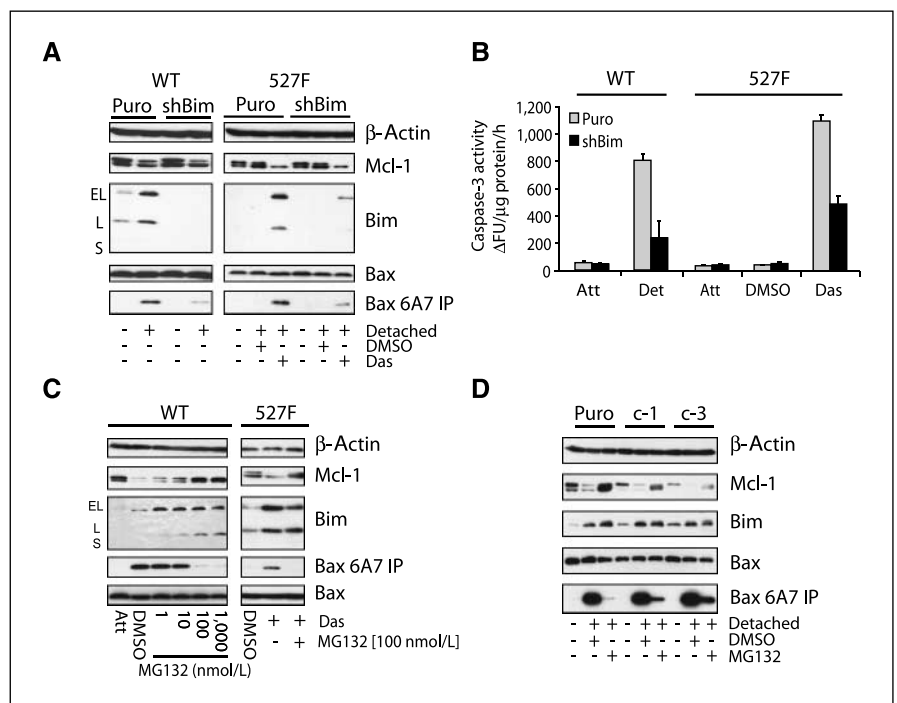 A
WT 527F
Puro shBim Puro shBim
β-Actin
Mcl-1
EL
L
S
Bim
Bax
Bax 6A7 IP
- + - + - + + - + + Detached
- - - - - + - - + - DMSO
- - - - - - + - - + Das
B
WT 527F
Caspase-3 activity
ΔFU/µg protein/h
1,200
1,000
800
600
400
200
0
Puro
shBim
Att Det Att DMSO Das
C
WT 527F
β-Actin
Mcl-1
EL
L
S
Bim
Bax 6A7 IP
Bax
Att DMSO 1 10 100 1,000
MG132 (nmol/L)
DMSO + + Das
- + MG132 [100 nmol/L]
D
Puro c-1 c-3
β-Actin
Mcl-1
Bim
Bax
Bax 6A7 IP
- + + - + + - + + Detached
- + - - + - - + - DMSO
- - + - - + - - + MG132